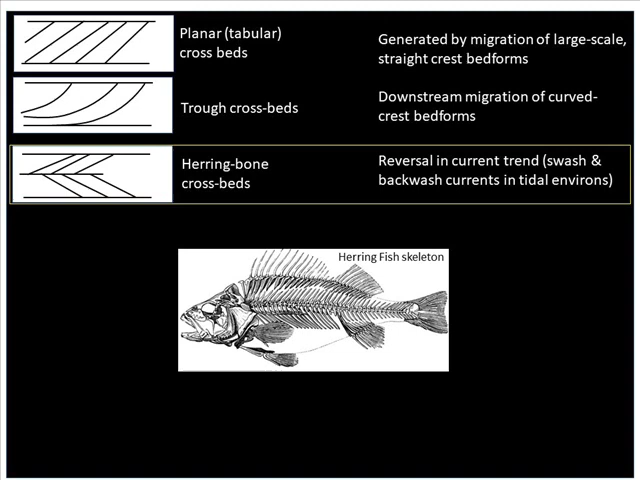 Planar (tabular)
cross beds
Generated by migration of large-scale,
straight crest bedforms
Trough cross-beds
Downstream migration of curved-
crest bedforms
Herring-bone
cross-beds
Reversal in current trend (swash &
backwash currents in tidal environs)
Herring Fish skeleton